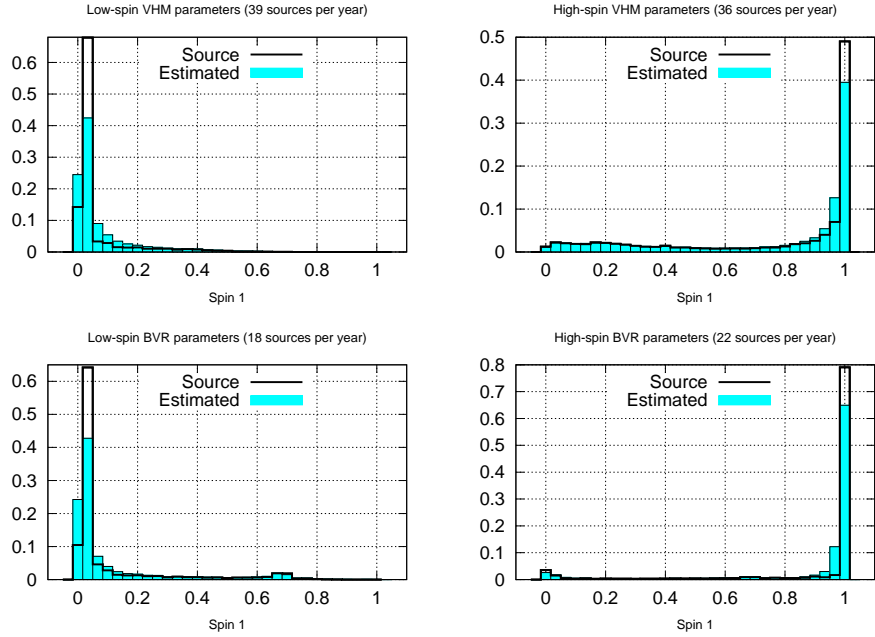 Low-spin VHM parameters (39 sources per year)
0.6
0.5
0.4
0.3
0.2
0.1
0
0 0.2 0.4 0.6 0.8 1
Spin 1
Source
Estimated
High-spin VHM parameters (36 sources per year)
0.5
0.4
0.3
0.2
0.1
0
0 0.2 0.4 0.6 0.8 1
Spin 1
Source
Estimated
Low-spin BVR parameters (18 sources per year)
0.6
0.5
0.4
0.3
0.2
0.1
0
0 0.2 0.4 0.6 0.8 1
Spin 1
Source
Estimated
High-spin BVR parameters (22 sources per year)
0.8
0.7
0.6
0.5
0.4
0.3
0.2
0.1
0
0 0.2 0.4 0.6 0.8 1
Spin 1
Source
Estimated